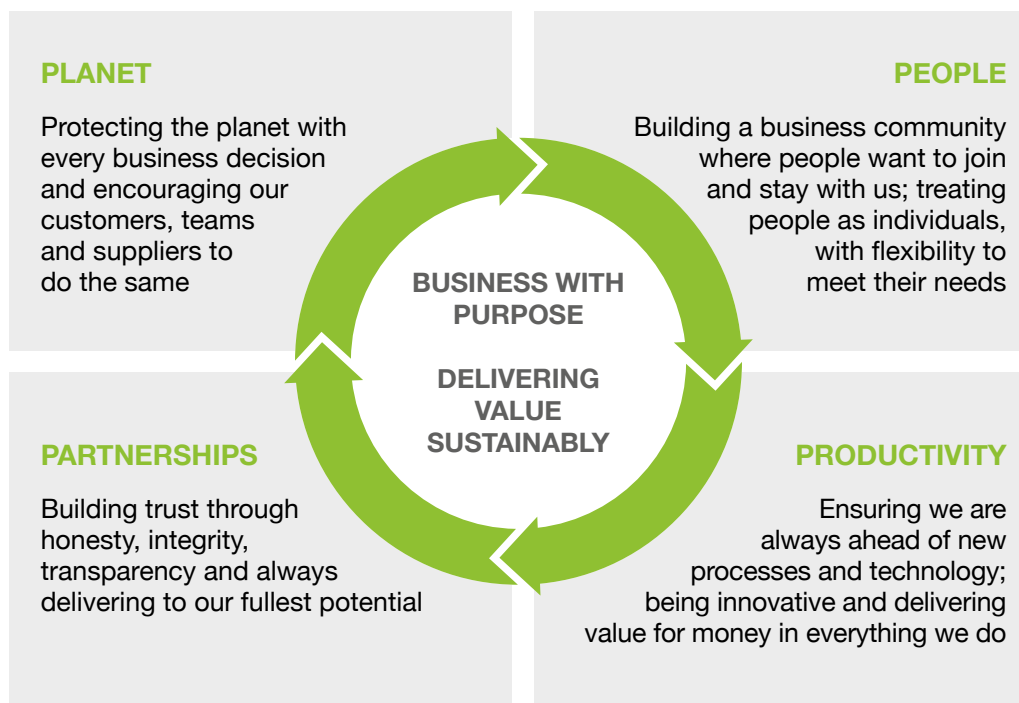 PLANET
Protecting the planet with
every business decision
and encouraging our
customers, teams
and suppliers to
do the same
PEOPLE
Building a business community
where people want to join
and stay with us; treating
people as individuals,
with flexibility to
meet their needs
BUSINESS WITH
PURPOSE
DELIVERING
VALUE
SUSTAINABLY
PARTNERSHIPS
Building trust through
honesty, integrity,
transparency and always
delivering to our fullest potential
PRODUCTIVITY
Ensuring we are
always ahead of new
processes and technology;
being innovative and delivering
value for money in everything we do